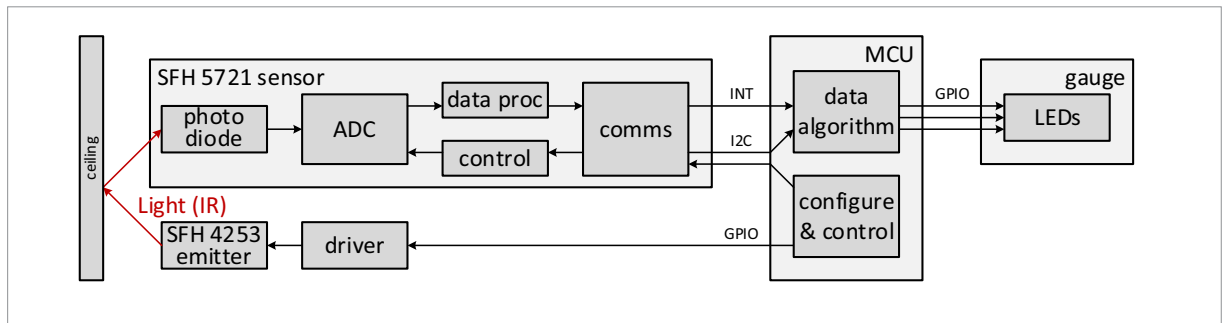 MCU
SFH 5721 sensor
gauge
data proc
INT
data
algorithm
GPIO
photo
diode
ADC
comms
LEDs
I2C
control
ceiling
Light (IR)
configure
& control
SFH 4253
emitter
driver
GPIO